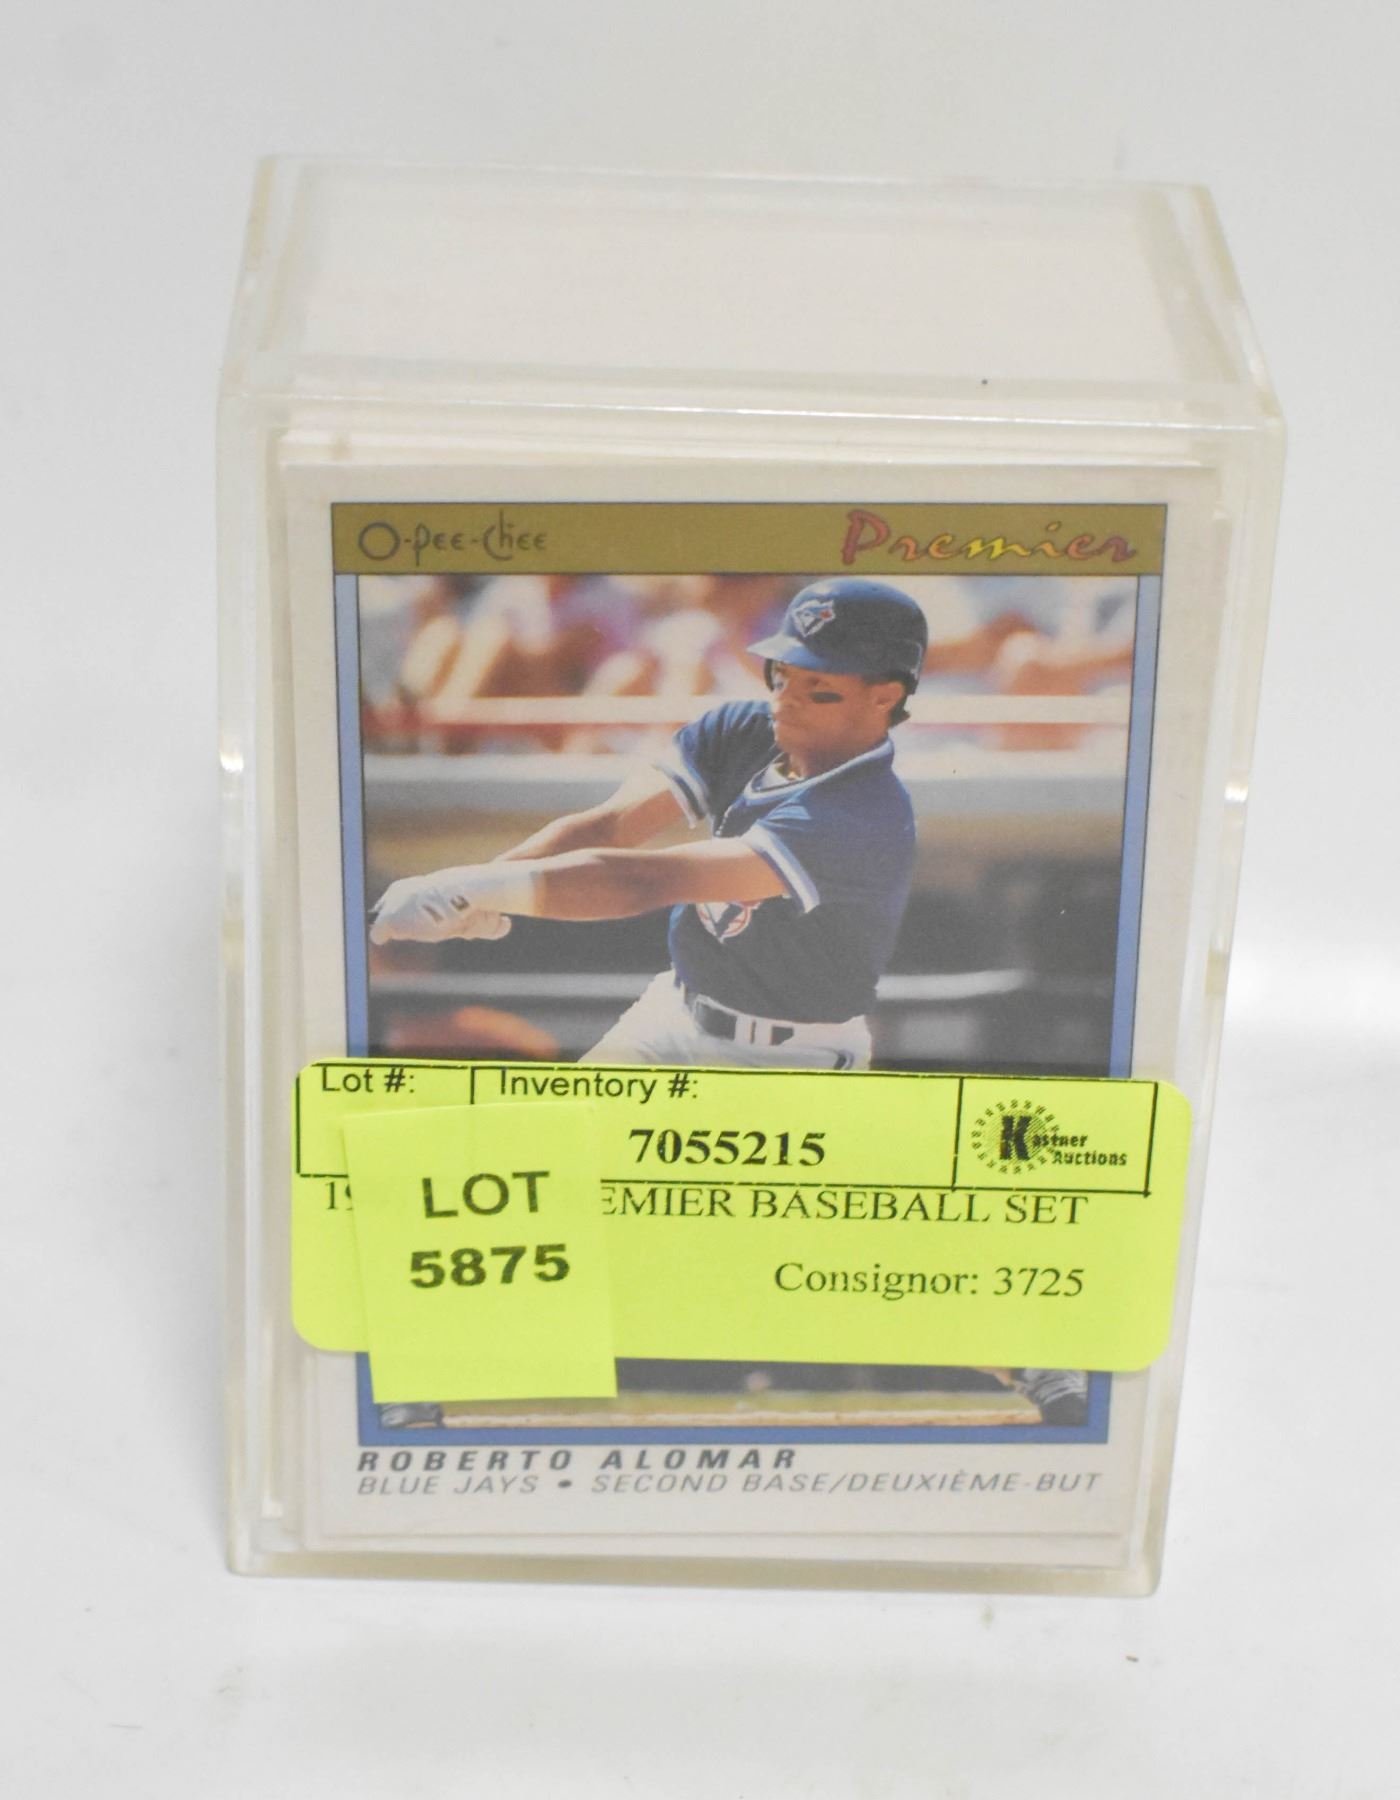 O-Pee-Chee Premier
Lot #: Inventory #:
7055215
Kastner
Auctions
EMIER BASEBALL SET
LOT
5875
Consignor: 3725
ROBERTO ALOMAR
BLUE JAYS • SECOND BASE/DEUXIÈME-BUT